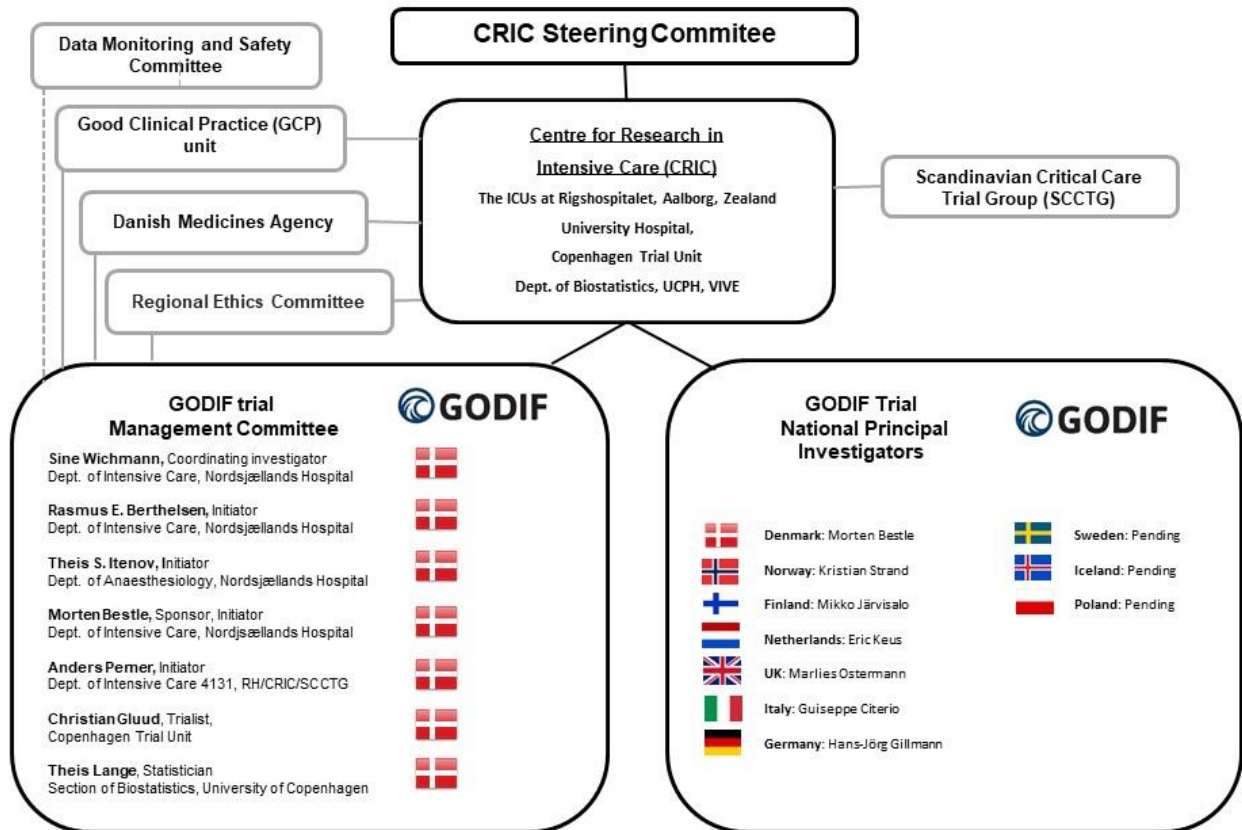 CRIC Steering Commitee
Data Monitoring and Safety
Committee
Good Clinical Practice (GCP)
unit
Danish Medicines Agency
Regional Ethics Committee
Centre for Research in
Intensive Care (CRIC)
The ICUs at Rigshospitalet, Aalborg, Zealand
University Hospital,
Copenhagen Trial Unit
Dept. of Biostatistics, UCPH, VIVE
Scandinavian Critical Care
Trial Group (SCCTG)
GODIF trial
Management Committee
GODIF
Sine Wichmann, Coordinating investigator
Dept. of Intensive Care, Nordsjællands Hospital
Rasmus E. Berthelsen, Initiator
Dept. of Intensive Care, Nordsjællands Hospital
Theis S. Itenov, Initiator
Dept. of Anaesthesiology, Nordsjællands Hospital
Morten Bestle, Sponsor, Initiator
Dept. of Intensive Care, Nordjsællands Hospital
Anders Perner, Initiator
Dept. of Intensive Care 4131, RH/CRIC/SCCTG
Christian Gluud, Trialist,
Copenhagen Trial Unit
Theis Lange, Statistician
Section of Biostatistics, University of Copenhagen
GODIF Trial
National Principal
Investigators
GODIF
Denmark: Morten Bestle
Norway: Kristian Strand
Finland: Mikko Järvisalo
Netherlands: Eric Keus
UK: Marlies Ostermann
Italy: Guiseppe Citerio
Germany: Hans-Jörg Gillmann
Sweden: Pending
Iceland: Pending
Poland: Pending